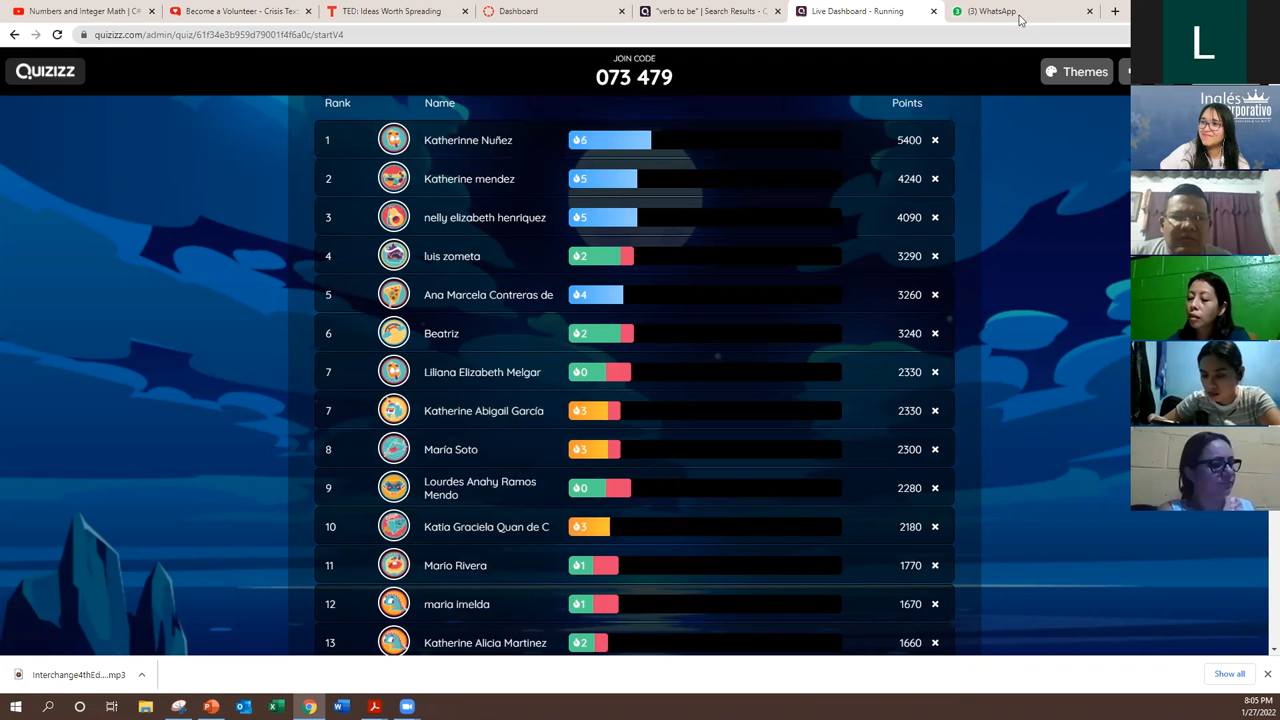 Numbers and Integer Math | C#
Become a Volunteer - Crisis Tex
TED: Ideas Worth Spreading
Dashboard
"verb to be" | Search Results - Q
Live Dashboard - Running
(3) WhatsApp
quizizz.com/admin/quiz/61f34e3b959d79001f4f6a0c/startV4
Quizizz
JOIN CODE
073 479
Themes
L
Inglés
Corporativo
Rank Name Points
1 Katherinne Nuñez 6 5400
2 Katherine mendez 5 4240
3 nelly elizabeth henriquez 5 4090
4 luis zometa 2 3290
5 Ana Marcela Contreras de 4 3260
6 Beatriz 2 3240
7 Liliana Elizabeth Melgar 0 2330
7 Katherine Abigail García 3 2330
8 María Soto 3 2300
9 Lourdes Anahy Ramos
Mendo 0 2280
10 Katia Graciela Quan de C 3 2180
11 Mario Rivera 1 1770
12 maria imelda 1 1670
13 Katherine Alicia Martinez 2 1660
Interchange4thEd....mp3
Show all
8:05 PM
1/27/2022